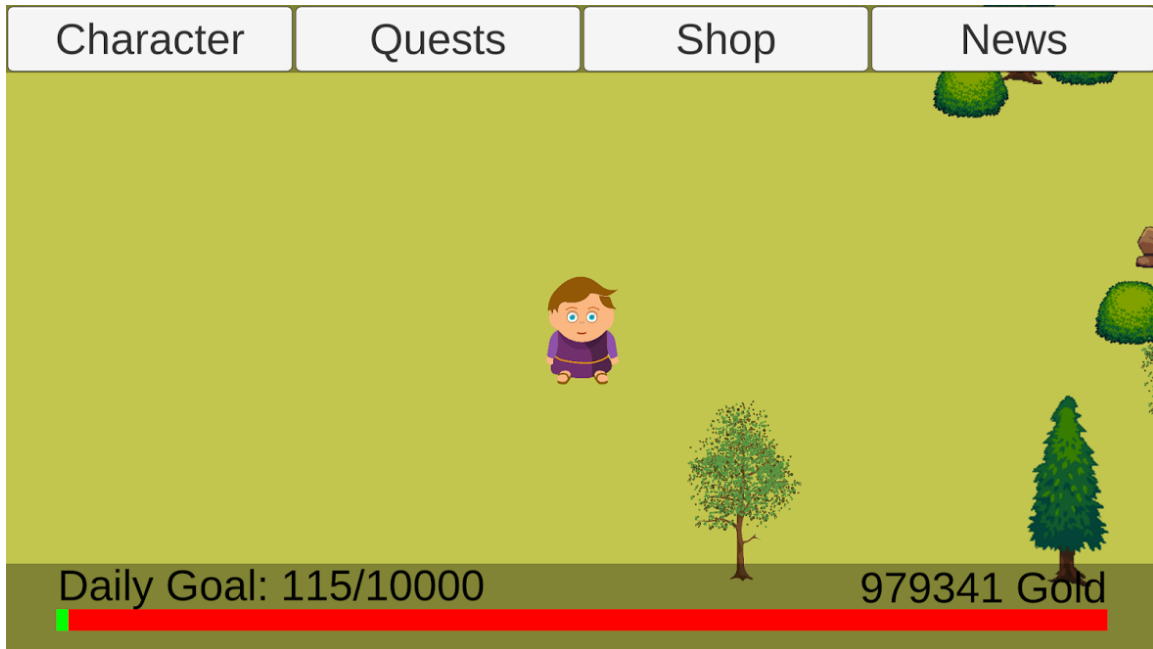 Character
Quests
Shop
News
Daily Goal: 115/10000
979341 Gold